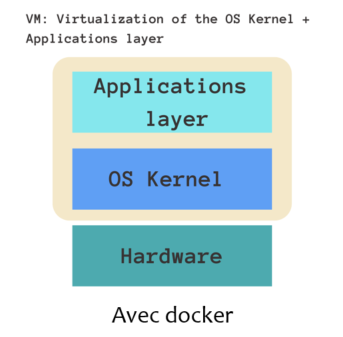 VM: Virtualization of the OS Kernel +
Applications layer
Applications
layer
OS Kernel
Hardware
Avec docker